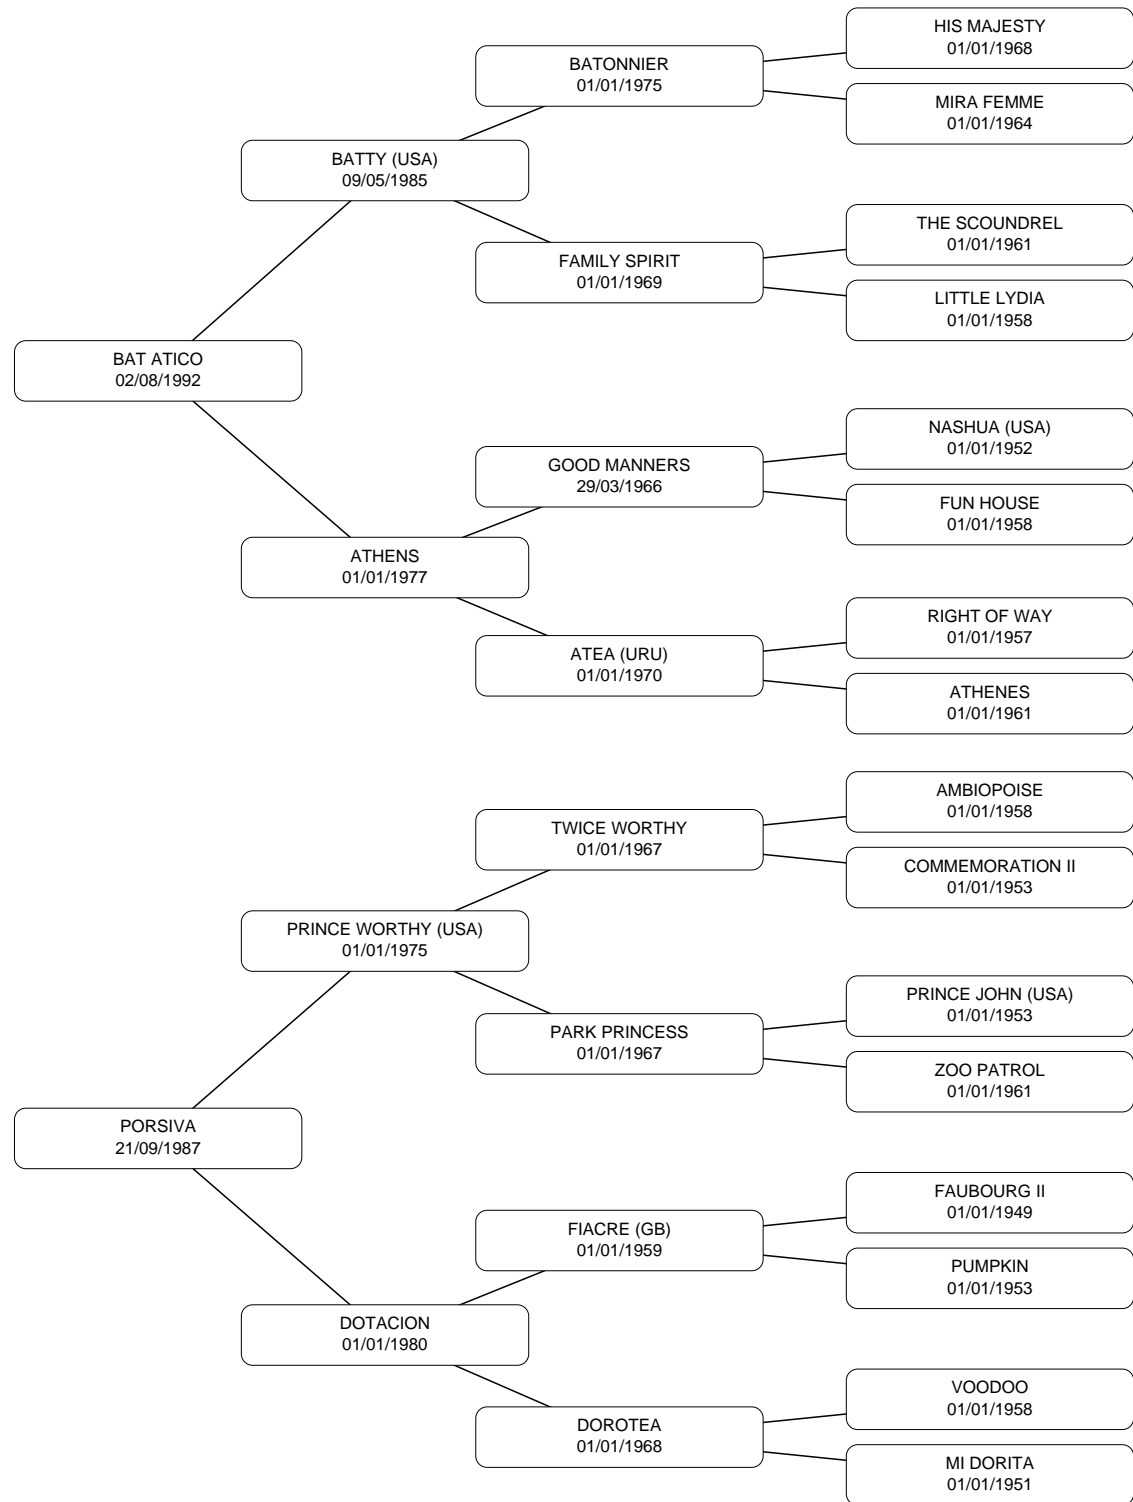 HIS MAJESTY
01/01/1968
BATONNIER
01/01/1975
MIRA FEMME
01/01/1964
BATTY (USA)
09/05/1985
THE SCOUNDREL
01/01/1961
FAMILY SPIRIT
01/01/1969
LITTLE LYDIA
01/01/1958
BAT ATICO
02/08/1992
NASHUA (USA)
01/01/1952
GOOD MANNERS
29/03/1966
FUN HOUSE
01/01/1958
ATHENS
01/01/1977
RIGHT OF WAY
01/01/1957
ATEA (URU)
01/01/1970
ATHENES
01/01/1961
AMBIOPOISE
01/01/1958
TWICE WORTHY
01/01/1967
COMMEMORATION II
01/01/1953
PRINCE WORTHY (USA)
01/01/1975
PRINCE JOHN (USA)
01/01/1953
PARK PRINCESS
01/01/1967
ZOO PATROL
01/01/1961
PORSIVA
21/09/1987
FAUBOURG II
01/01/1949
FIACRE (GB)
01/01/1959
PUMPKIN
01/01/1953
DOTACION
01/01/1980
VOODOO
01/01/1958
DOROTEA
01/01/1968
MI DORITA
01/01/1951